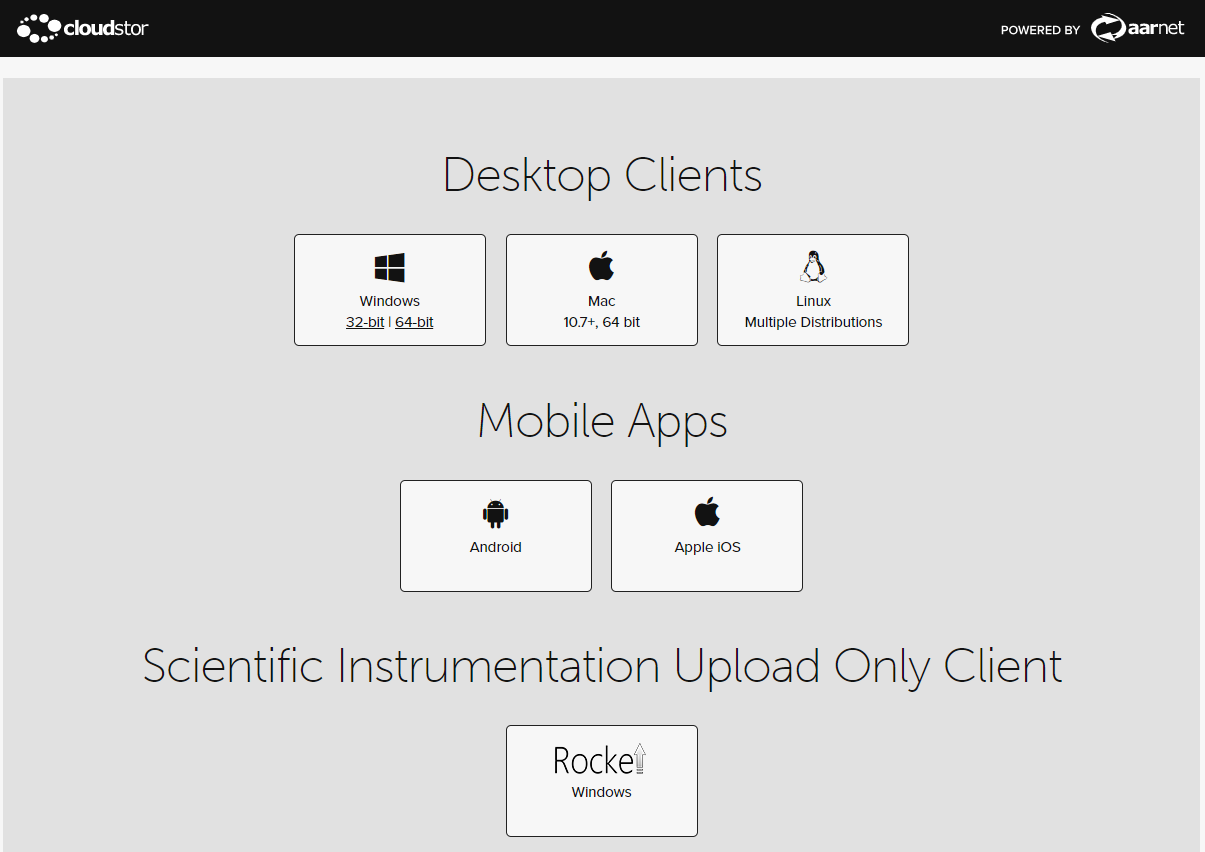 cloudstor
POWERED BY aarnet
Desktop Clients
Windows
32-bit | 64-bit
Mac
10.7+, 64 bit
Linux
Multiple Distributions
Mobile Apps
Android
Apple iOS
Scientific Instrumentation Upload Only Client
Rocket
Windows